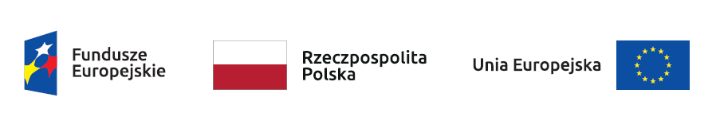 Fundusze
Europejskie
Rzeczpospolita
Polska
Unia Europejska